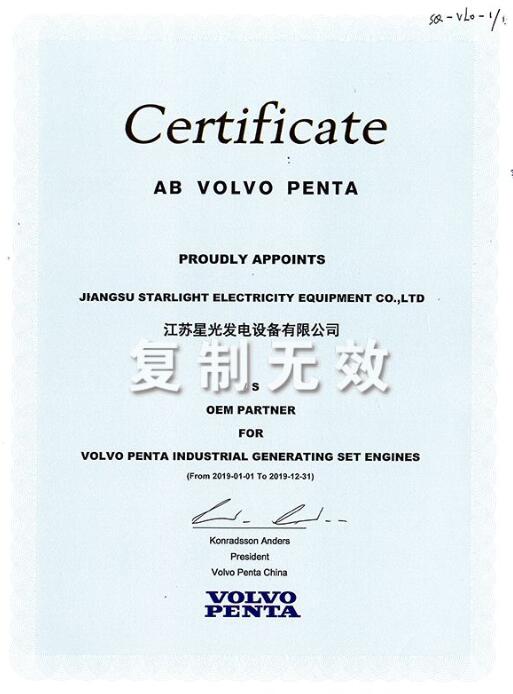 SQ-VLO-1/1
Certificate
AB VOLVO PENTA
PROUDLY APPOINTS
JIANGSU STARLIGHT ELECTRICITY EQUIPMENT CO.,LTD
江苏星光发电设备有限公司
复制无效
OEM PARTNER
FOR
VOLVO PENTA INDUSTRIAL GENERATING SET ENGINES
(From 2019-01-01 To 2019-12-31)
Konradsson Anders
President
Volvo Penta China
VOLVO
PENTA